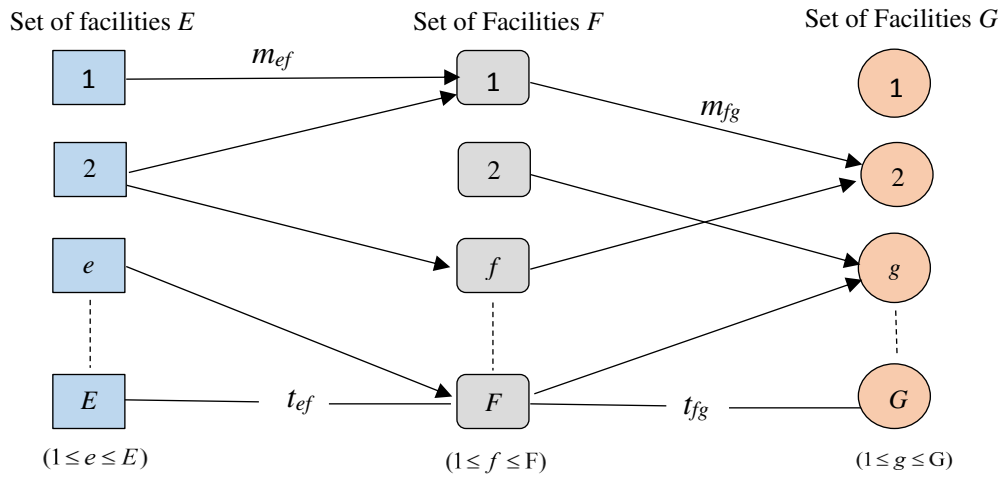 Set of facilities E
Set of Facilities F
Set of Facilities G
1
m_ef
1
m_fg
1
2
2
2
e
f
g
E
t_ef
F
t_fg
G
(1 ≤ e ≤ E)
(1 ≤ f ≤ F)
(1 ≤ g ≤ G)